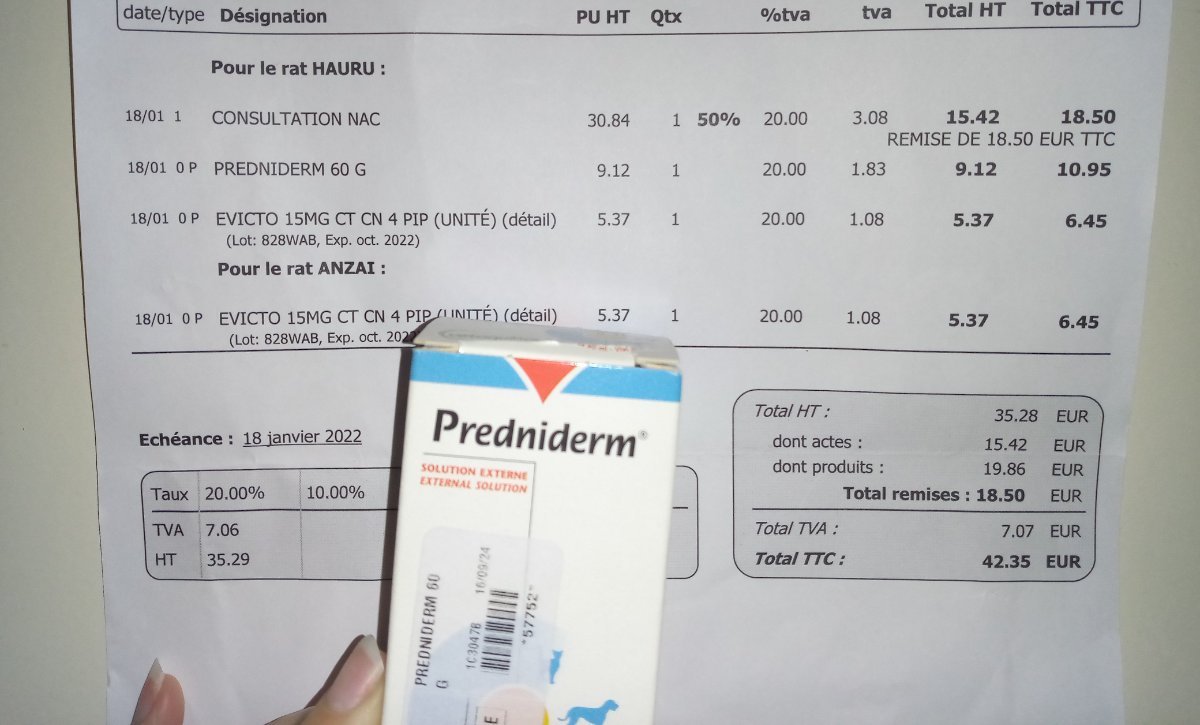 date/type Désignation PU HT Qtx %tva tva Total HT Total TTC
Pour le rat HAURU :
18/01 1 CONSULTATION NAC 30.84 1 50% 20.00 3.08 15.42 18.50
REMISE DE 18.50 EUR TTC
18/01 0 P PREDNIDERM 60 G 9.12 1 20.00 1.83 9.12 10.95
18/01 0 P EVICTO 15MG CT CN 4 PIP (UNITÉ) (détail) 5.37 1 20.00 1.08 5.37 6.45
(Lot: 828WAB, Exp. oct. 2022)
Pour le rat ANZAI :
18/01 0 P EVICTO 15MG CT CN 4 PIP (UNITÉ) (détail) 5.37 1 20.00 1.08 5.37 6.45
(Lot: 828WAB, Exp. oct. 202
Echéance : 18 janvier 2022
Taux 20.00% 10.00%
TVA 7.06
HT 35.29
Total HT : 35.28 EUR
dont actes : 15.42 EUR
dont produits : 19.86 EUR
Total remises : 18.50 EUR
Total TVA : 7.07 EUR
Total TTC : 42.35 EUR
Predniderm®
SOLUTION EXTERNE
EXTERNAL SOLUTION
PREDNIDERM 60
G
1C30478 16/09/24
*57752*
E